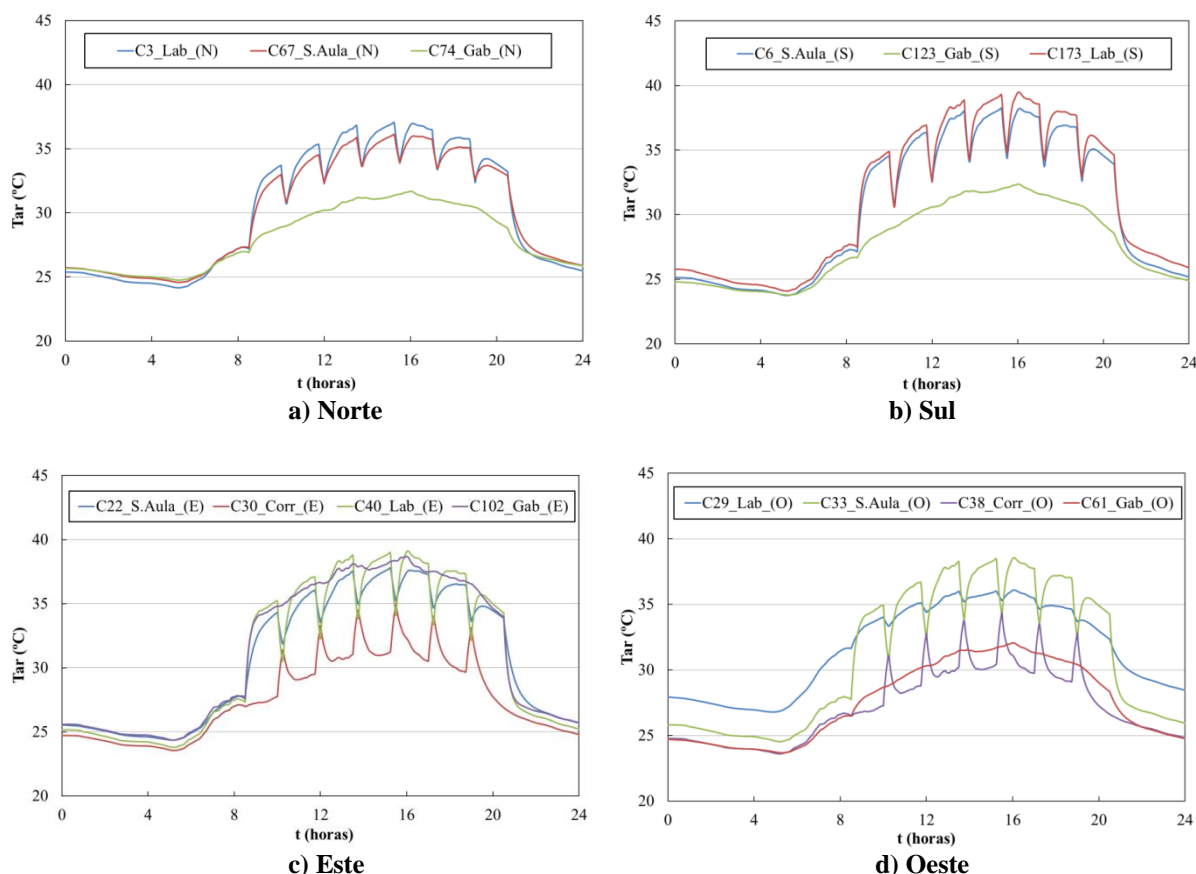 45
40
35
30
25
20
Tar (ºC)
C3_Lab_(N) C67_S.Aula_(N) C74_Gab_(N)
0 4 8 12 16 20 24
t (horas)
a) Norte
45
40
35
30
25
20
Tar (ºC)
C6_S.Aula_(S) C123_Gab_(S) C173_Lab_(S)
0 4 8 12 16 20 24
t (horas)
b) Sul
45
40
35
30
25
20
Tar (ºC)
C22_S.Aula_(E) C30_Corr_(E) C40_Lab_(E) C102_Gab_(E)
0 4 8 12 16 20 24
t (horas)
c) Este
45
40
35
30
25
20
Tar (ºC)
C29_Lab_(O) C33_S.Aula_(O) C38_Corr_(O) C61_Gab_(O)
0 4 8 12 16 20 24
t (horas)
d) Oeste